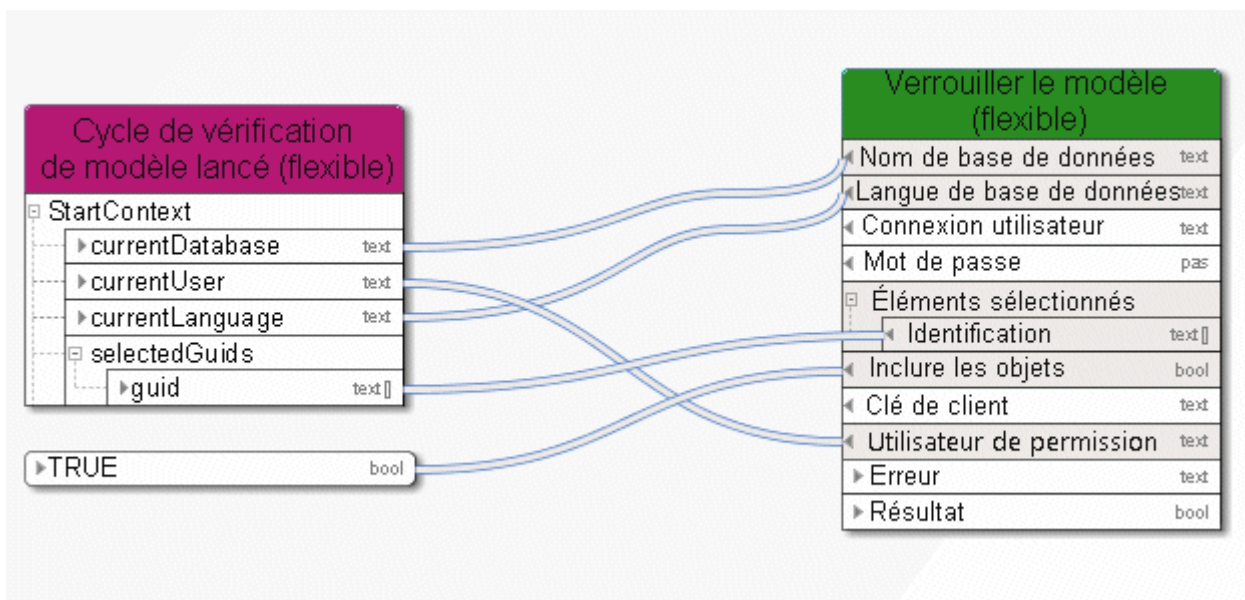 Cycle de vérification
de modèle lancé (flexible)
StartContext
currentDatabase text
currentUser text
currentLanguage text
selectedGuids
guid text[]
TRUE bool
Verrouiller le modèle
(flexible)
Nom de base de données text
Langue de base de données text
Connexion utilisateur text
Mot de passe pas
Éléments sélectionnés
Identification text[]
Inclure les objets bool
Clé de client text
Utilisateur de permission text
Erreur text
Résultat bool